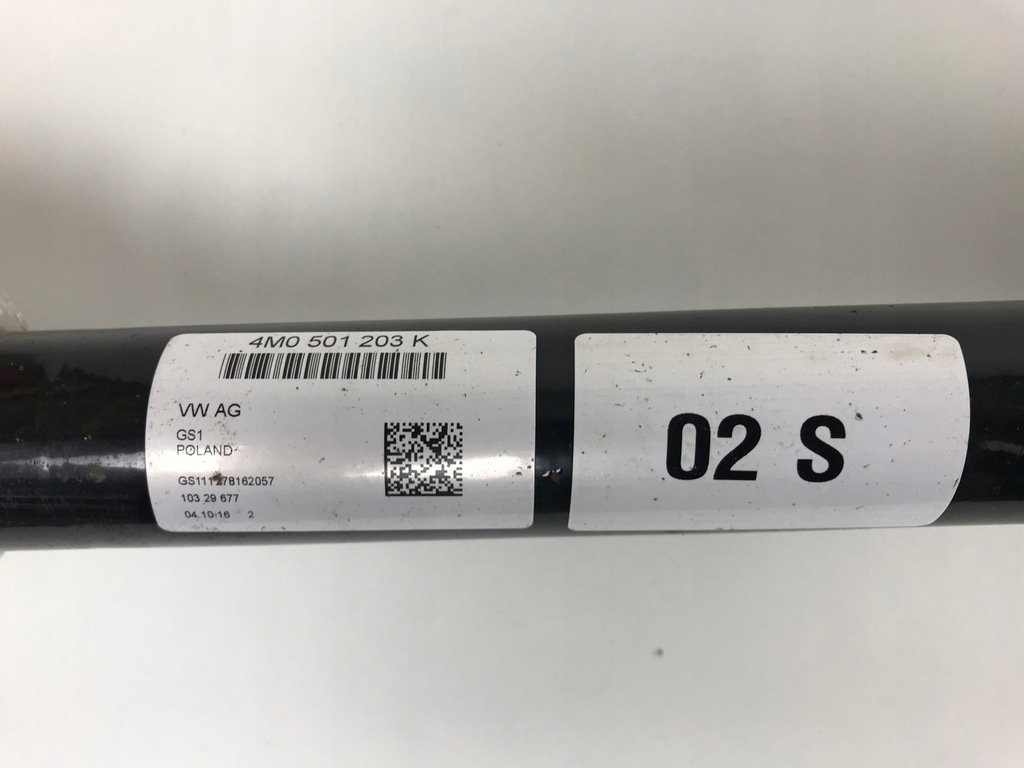 4M0 501 203 K
VW AG
GS1
POLAND
GS111278162057
103 29 677
04.10.16 2
02 S